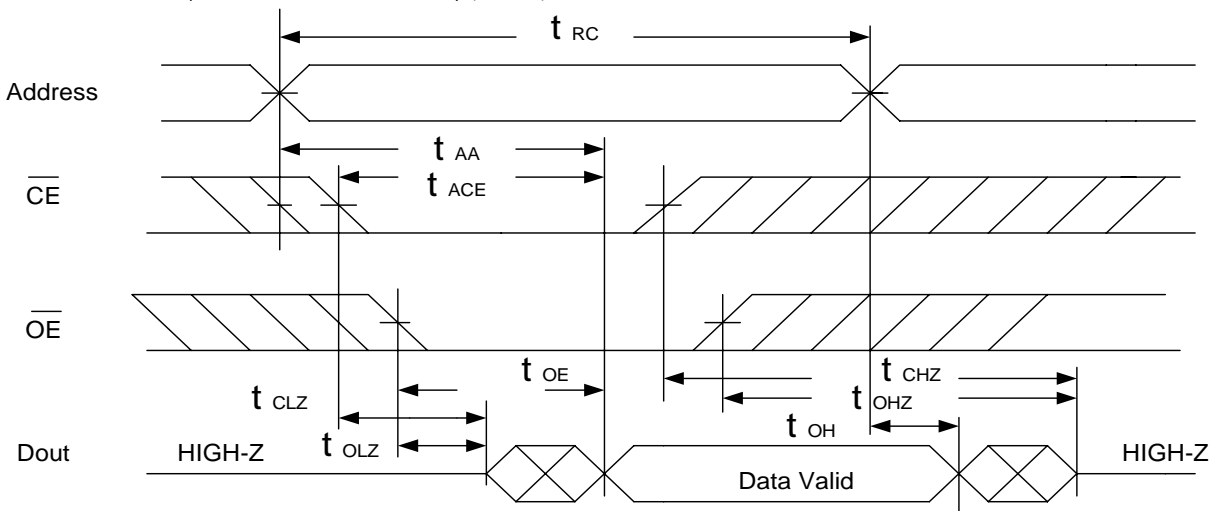 t RC
Address
t AA
CE
t ACE
OE
t OE
t CHZ
t CLZ
t OHZ
t OH
t OLZ
Dout
HIGH-Z
Data Valid
HIGH-Z